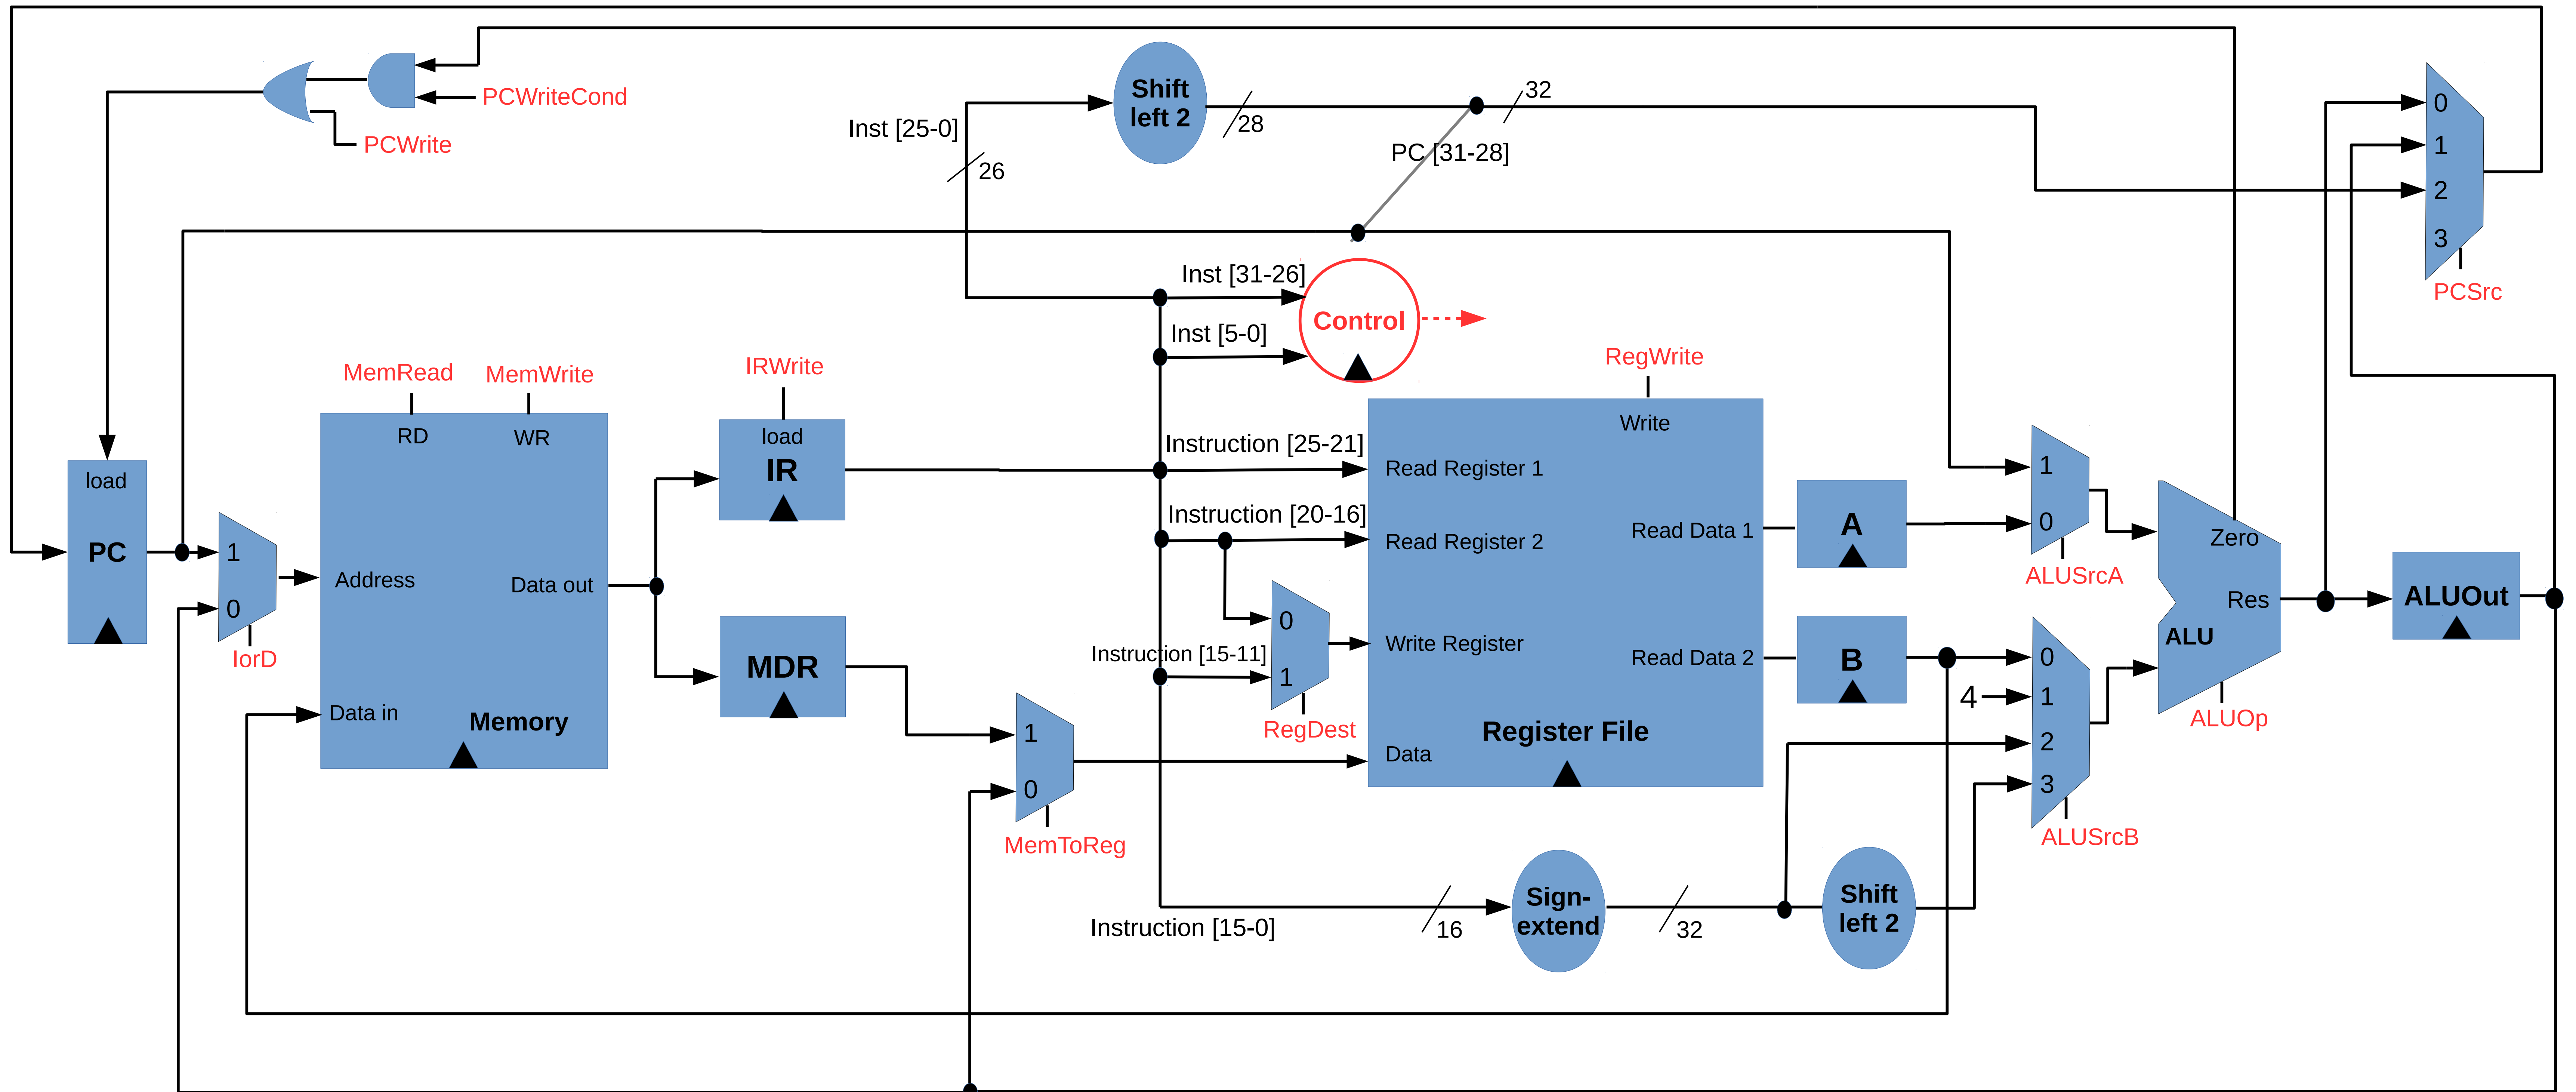 Shift
left 2
28
32
PCWriteCond
PCWrite
Inst [25-0]
26
PC [31-28]
0
1
2
3
PCSrc
Inst [31-26]
Control
Inst [5-0]
MemRead
MemWrite
IRWrite
RegWrite
RD
WR
load
IR
Write
Instruction [25-21]
Read Register 1
load
PC
1
0
IorD
Address
Data out
Data in
Memory
MDR
Instruction [20-16]
Read Register 2
Read Data 1
A
1
0
ALUSrcA
Zero
Res
ALU
ALUOp
ALUOut
0
1
Instruction [15-11]
RegDest
Write Register
Read Data 2
B
Register File
Data
0
4
1
2
3
ALUSrcB
1
0
MemToReg
Instruction [15-0]
16
Sign-
extend
32
Shift
left 2